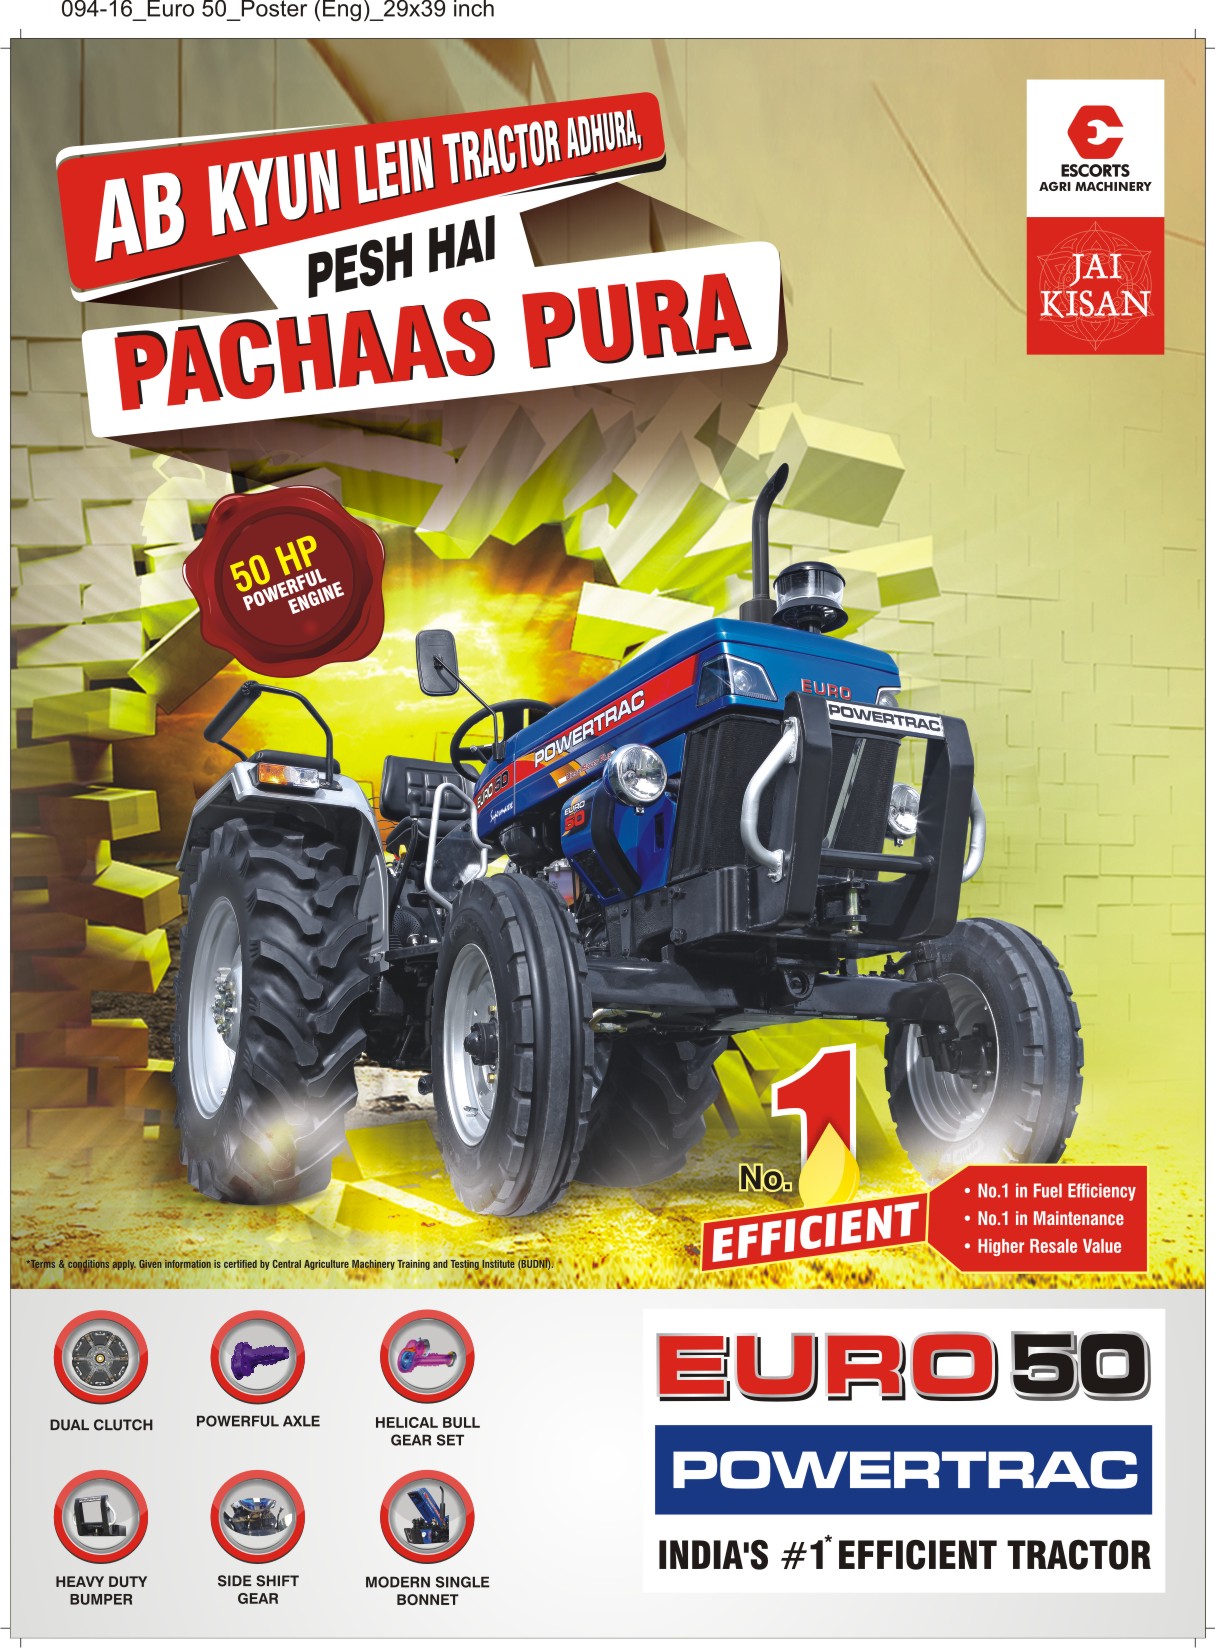 094-16_Euro 50_Poster (Eng)_29x39 inch
AB KYUN LEIN TRACTOR ADHURA,
PESH HAI
PACHAAS PURA
ESCORTS
AGRI MACHINERY
JAI
KISAN
50 HP
POWERFUL
ENGINE
EURO
POWERTRAC
POWERTRAC
EURO 50
EURO
50
No.1
EFFICIENT
• No.1 in Fuel Efficiency
• No.1 in Maintenance
• Higher Resale Value
*Terms & conditions apply. Given information is certified by Central Agriculture Machinery Training and Testing Institute (BUDNI).
DUAL CLUTCH
POWERFUL AXLE
HELICAL BULL
GEAR SET
HEAVY DUTY
BUMPER
SIDE SHIFT
GEAR
MODERN SINGLE
BONNET
EURO 50
POWERTRAC
INDIA'S #1* EFFICIENT TRACTOR